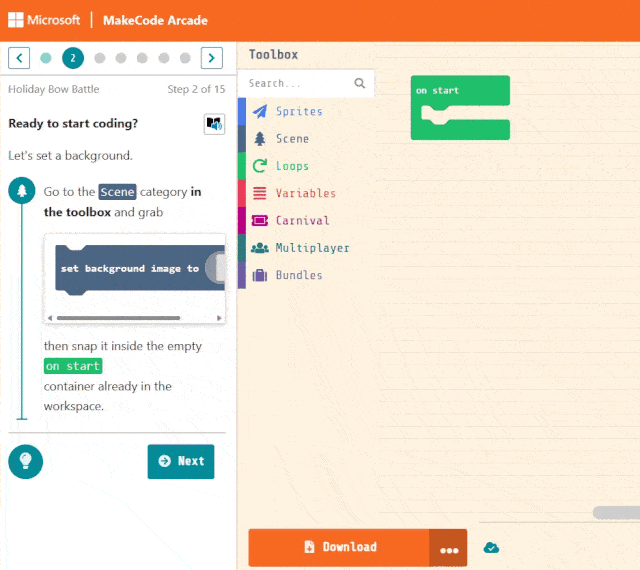 Microsoft | MakeCode Arcade
2
Holiday Bow Battle Step 2 of 15
Ready to start coding?
Let's set a background.
Go to the Scene category in
the toolbox and grab
set background image to
then snap it inside the empty
on start
container already in the
workspace.
Next
Toolbox
Search...
Sprites
Scene
Loops
Variables
Carnival
Multiplayer
Bundles
on start
Download